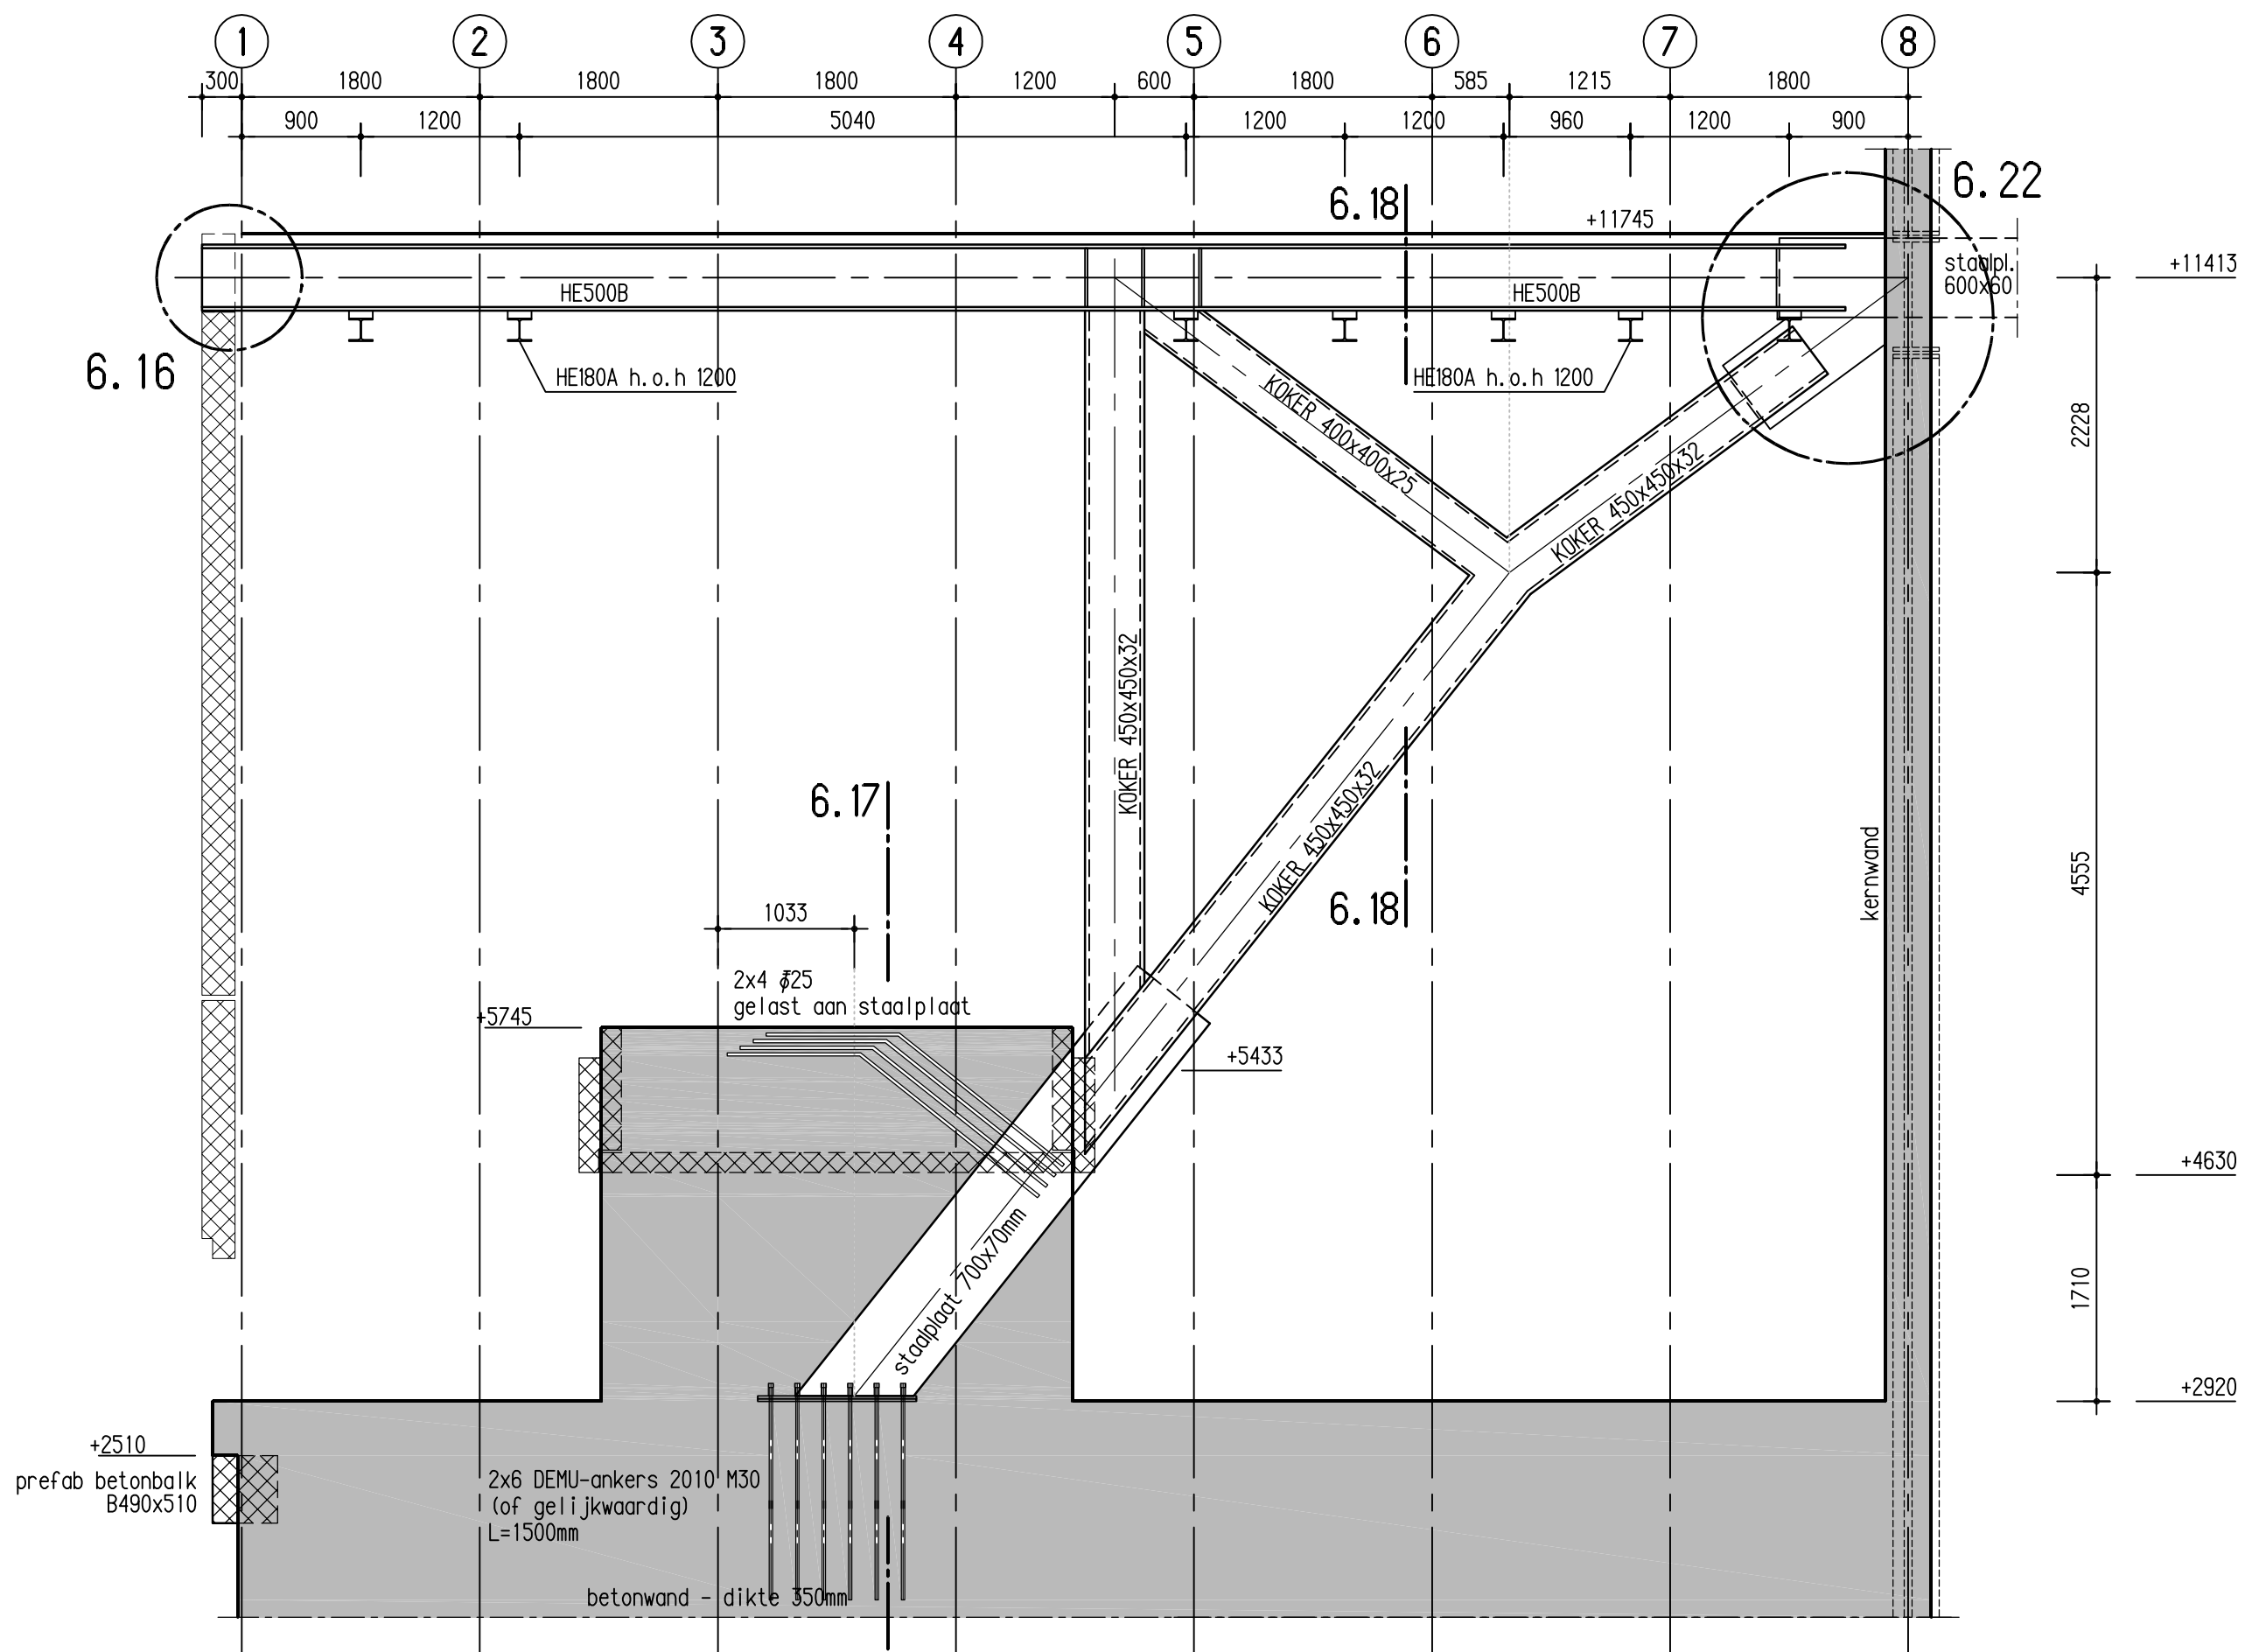 1 2 3 4 5 6 7 8
300 1800 1800 1800 1200 600 1800 585 1215 1800
900 1200 5040 1200 1200 960 1200 900
6.22
6.18
+11745
staalpl.
600x60
+11413
HE500B
HE500B
6.16
HE180A h.o.h 1200
HE180A h.o.h 1200
KOKER 400x400x25
KOKER 450x450x32
2228
KOKER 450x450x32
KOKER 450x450x32
6.17
6.18
kernwand
4555
1033
2x4 ⌀25
gelast aan staalplaat
+5745
+5433
+4630
staalplaat 700x70mm
1710
+2920
+2510
prefab betonbalk
B490x510
2x6 DEMU-ankers 2010 M30
(of gelijkwaardig)
L=1500mm
betonwand - dikte 350mm